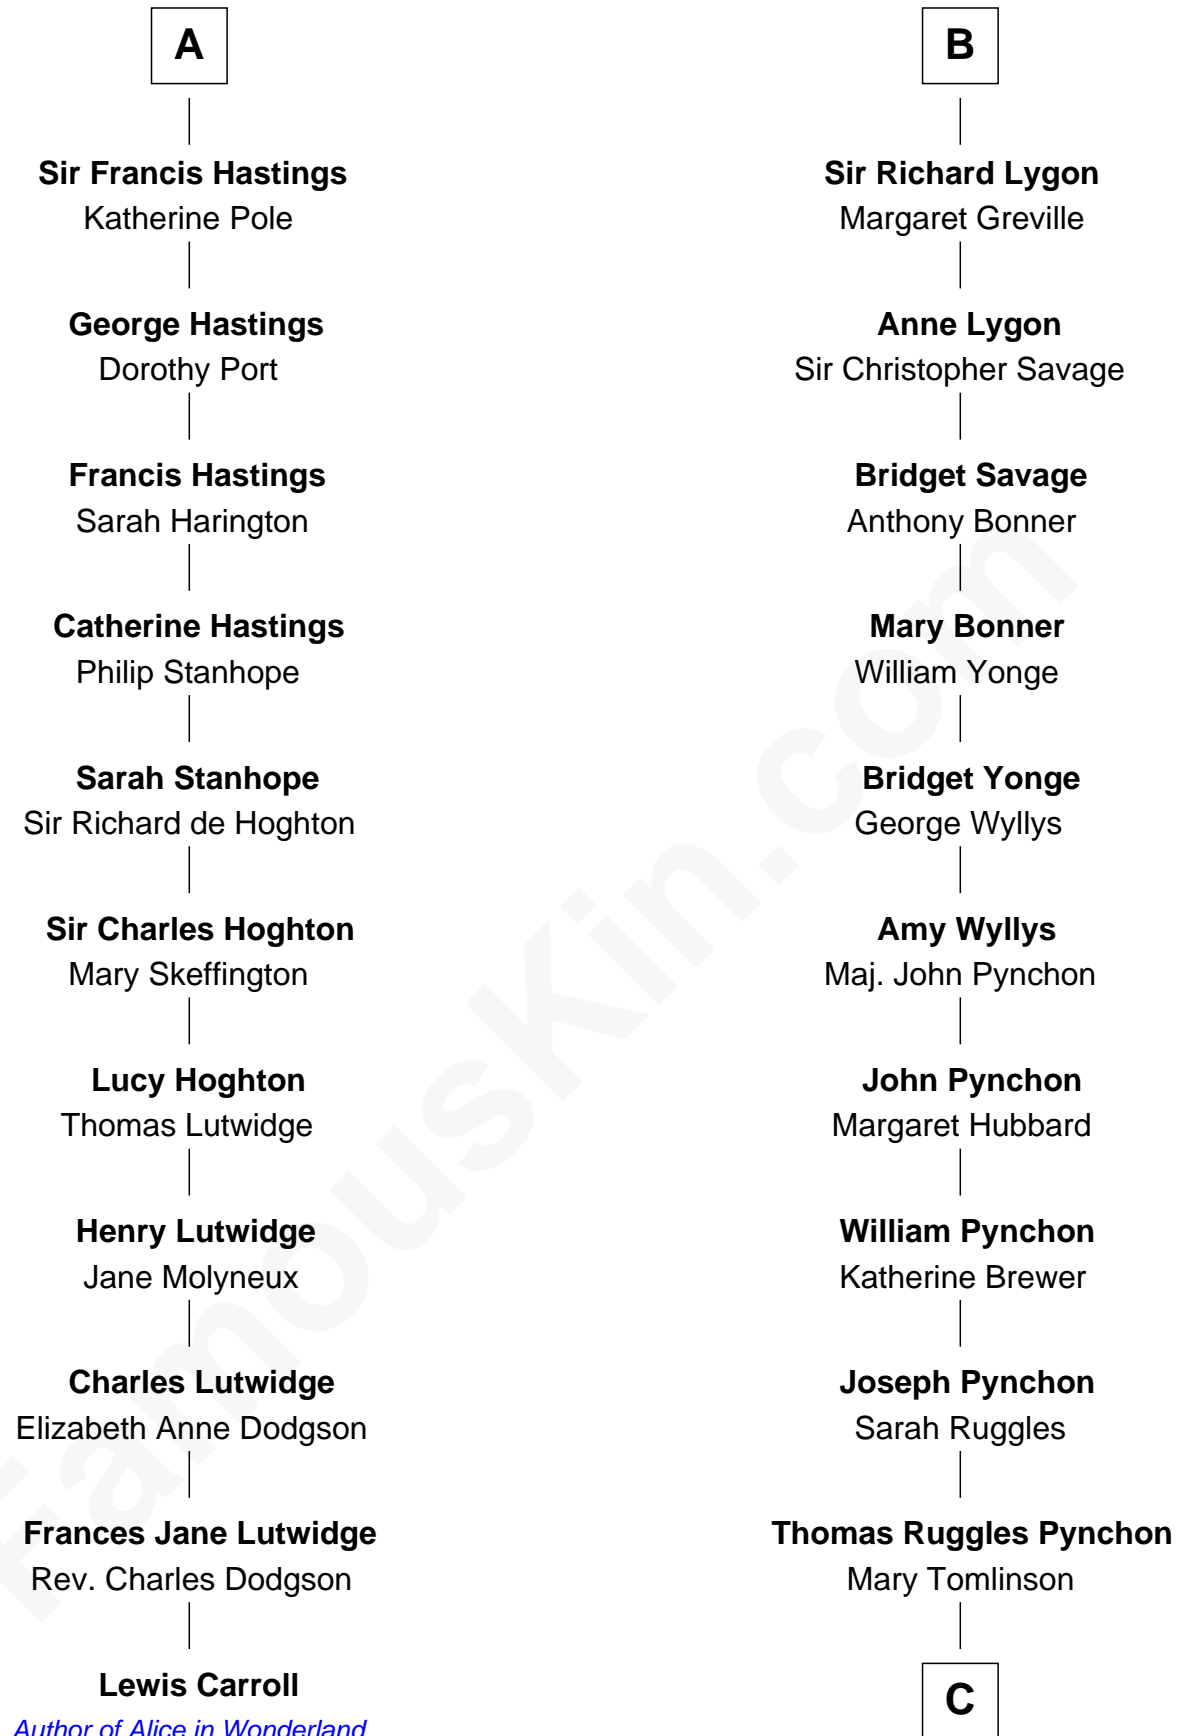 A
Sir Francis Hastings
Katherine Pole
George Hastings
Dorothy Port
Francis Hastings
Sarah Harington
Catherine Hastings
Philip Stanhope
Sarah Stanhope
Sir Richard de Hoghton
Sir Charles Hoghton
Mary Skeffington
Lucy Hoghton
Thomas Lutwidge
Henry Lutwidge
Jane Molyneux
Charles Lutwidge
Elizabeth Anne Dodgson
Frances Jane Lutwidge
Rev. Charles Dodgson
Lewis Carroll
Author of Alice in Wonderland
B
Sir Richard Lygon
Margaret Greville
Anne Lygon
Sir Christopher Savage
Bridget Savage
Anthony Bonner
Mary Bonner
William Yonge
Bridget Yonge
George Wyllys
Amy Wyllys
Maj. John Pynchon
John Pynchon
Margaret Hubbard
William Pynchon
Katherine Brewer
Joseph Pynchon
Sarah Ruggles
Thomas Ruggles Pynchon
Mary Tomlinson
C
FamousKin.com